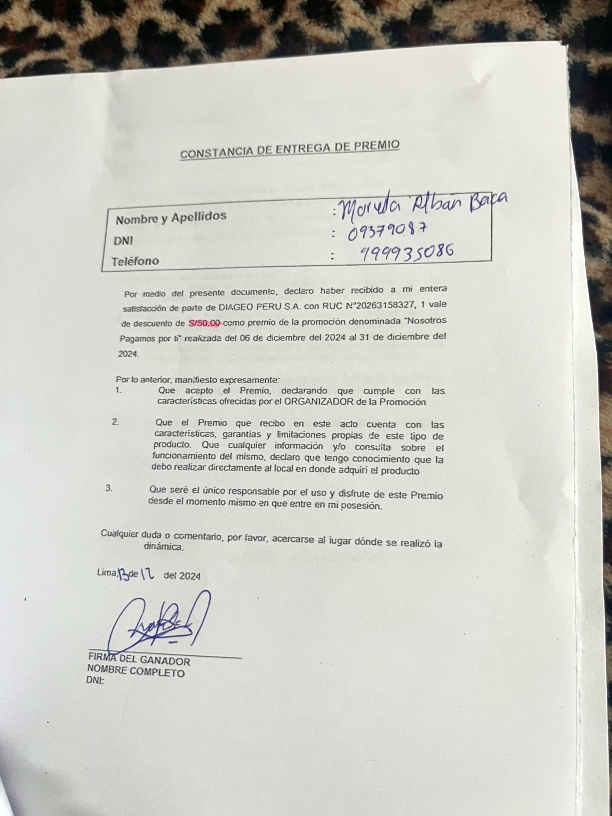 CONSTANCIA DE ENTREGA DE PREMIO
Nombre y Apellidos : Mariela Albán Baca
DNI : 09379087
Teléfono : 999935086
Por medio del presente documento, declaro haber recibido a mi entera
satisfacción de parte de DIAGEO PERU S.A. con RUC N°20263158327, 1 vale
de descuento de S/50.00 como premio de la promoción denominada "Nosotros
Pagamos por ti" realizada del 06 de diciembre del 2024 al 31 de diciembre del
2024.
Por lo anterior, manifiesto expresamente:
1. Que acepto el Premio, declarando que cumple con las
características ofrecidas por el ORGANIZADOR de la Promoción
2. Que el Premio que recibo en este acto cuenta con las
características, garantías y limitaciones propias de este tipo de
producto. Que cualquier información y/o consulta sobre el
funcionamiento del mismo, declaro que tengo conocimiento que la
debo realizar directamente al local en donde adquirí el producto
3. Que seré el único responsable por el uso y disfrute de este Premio
desde el momento mismo en que entre en mi posesión.
Cualquier duda o comentario, por favor, acercarse al lugar dónde se realizó la
dinámica.
Lima, 13 de 12 del 2024
FIRMA DEL GANADOR
NOMBRE COMPLETO
DNI: